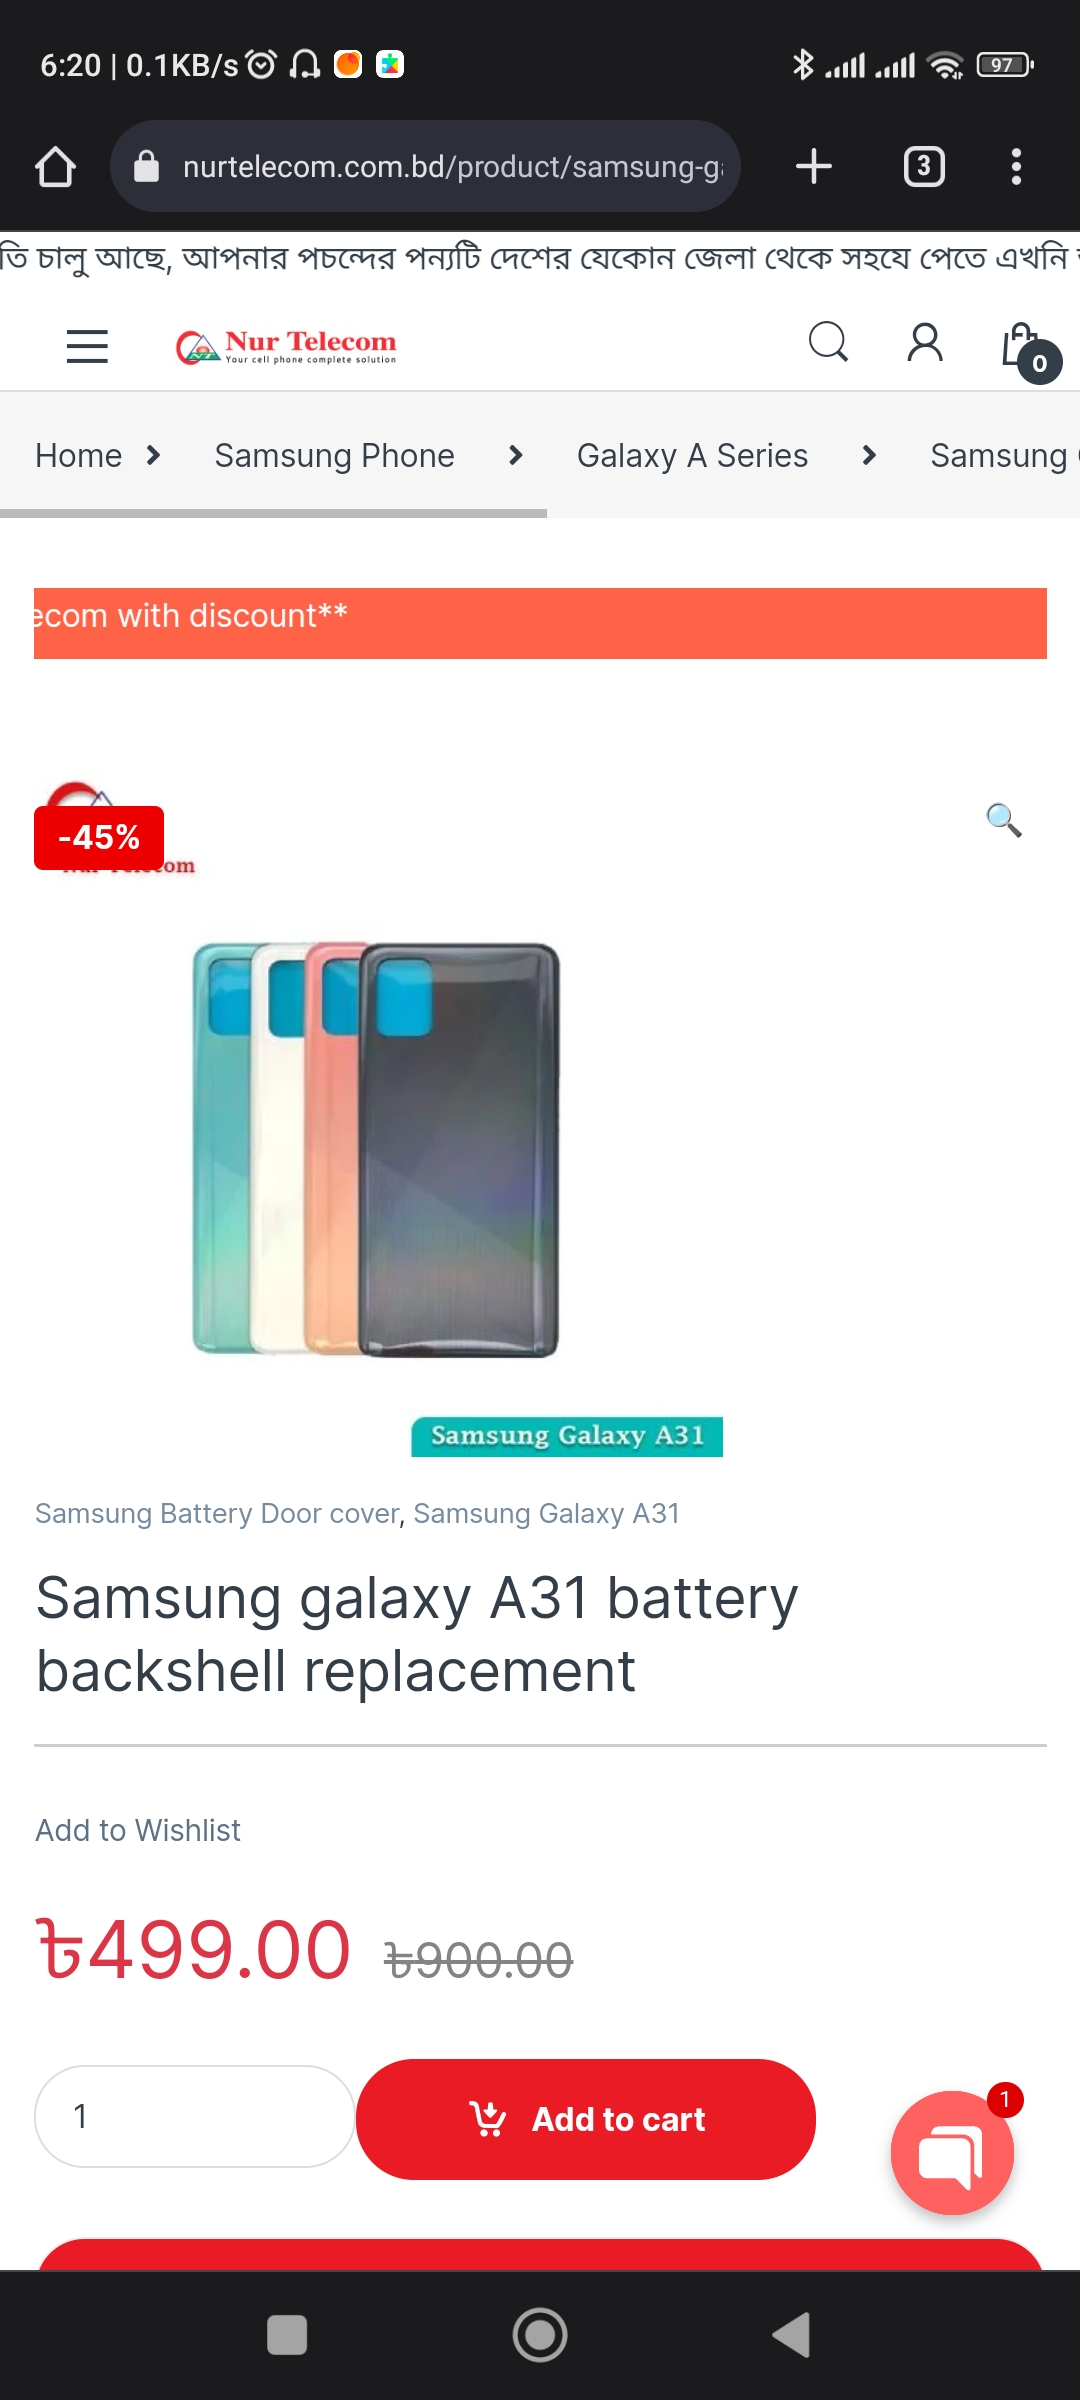 6:20 | 0.1KB/s
97
nurtelecom.com.bd/product/samsung-g
3
তি চালু আছে, আপনার পচন্দের পন্যটি দেশের যেকোন জেলা থেকে সহযে পেতে এখনি
Nur Telecom
Your cell phone complete solution
0
Home Samsung Phone Galaxy A Series Samsung
ecom with discount**
-45%
Samsung Galaxy A31
Samsung Battery Door cover, Samsung Galaxy A31
Samsung galaxy A31 battery
backshell replacement
Add to Wishlist
৳499.00 ৳900.00
1
Add to cart
1